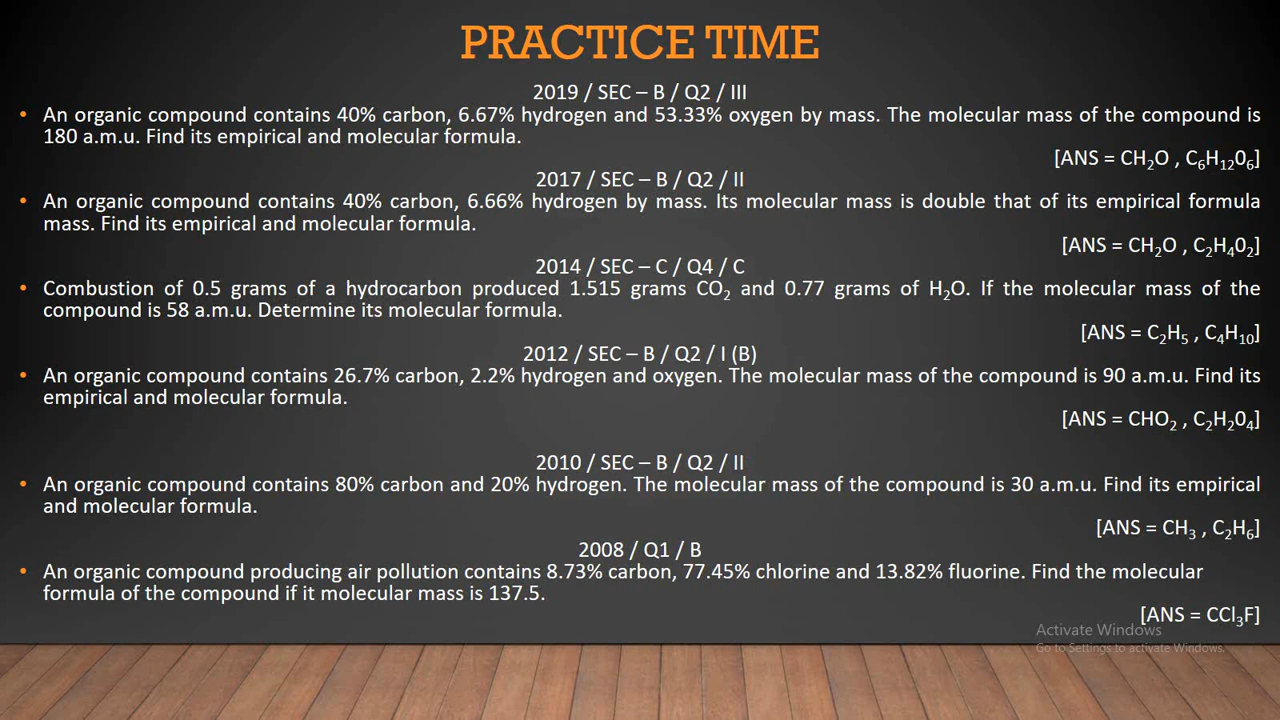 PRACTICE TIME
2019 / SEC – B / Q2 / III
• An organic compound contains 40% carbon, 6.67% hydrogen and 53.33% oxygen by mass. The molecular mass of the compound is
180 a.m.u. Find its empirical and molecular formula.
[ANS = CH₂O , C₆H₁₂0₆]
2017 / SEC – B / Q2 / II
• An organic compound contains 40% carbon, 6.66% hydrogen by mass. Its molecular mass is double that of its empirical formula
mass. Find its empirical and molecular formula.
[ANS = CH₂O , C₂H₄0₂]
2014 / SEC – C / Q4 / C
• Combustion of 0.5 grams of a hydrocarbon produced 1.515 grams CO₂ and 0.77 grams of H₂O. If the molecular mass of the
compound is 58 a.m.u. Determine its molecular formula.
[ANS = C₂H₅ , C₄H₁₀]
2012 / SEC – B / Q2 / I (B)
• An organic compound contains 26.7% carbon, 2.2% hydrogen and oxygen. The molecular mass of the compound is 90 a.m.u. Find its
empirical and molecular formula.
[ANS = CHO₂ , C₂H₂0₄]
2010 / SEC – B / Q2 / II
• An organic compound contains 80% carbon and 20% hydrogen. The molecular mass of the compound is 30 a.m.u. Find its empirical
and molecular formula.
[ANS = CH₃ , C₂H₆]
2008 / Q1 / B
• An organic compound producing air pollution contains 8.73% carbon, 77.45% chlorine and 13.82% fluorine. Find the molecular
formula of the compound if it molecular mass is 137.5.
[ANS = CCl₃F]
Activate Windows
Go to Settings to activate Windows.